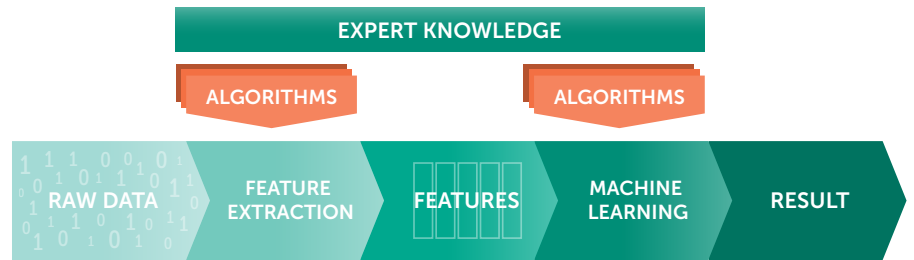 EXPERT KNOWLEDGE
ALGORITHMS
ALGORITHMS
RAW DATA
FEATURE
EXTRACTION
FEATURES
MACHINE
LEARNING
RESULT